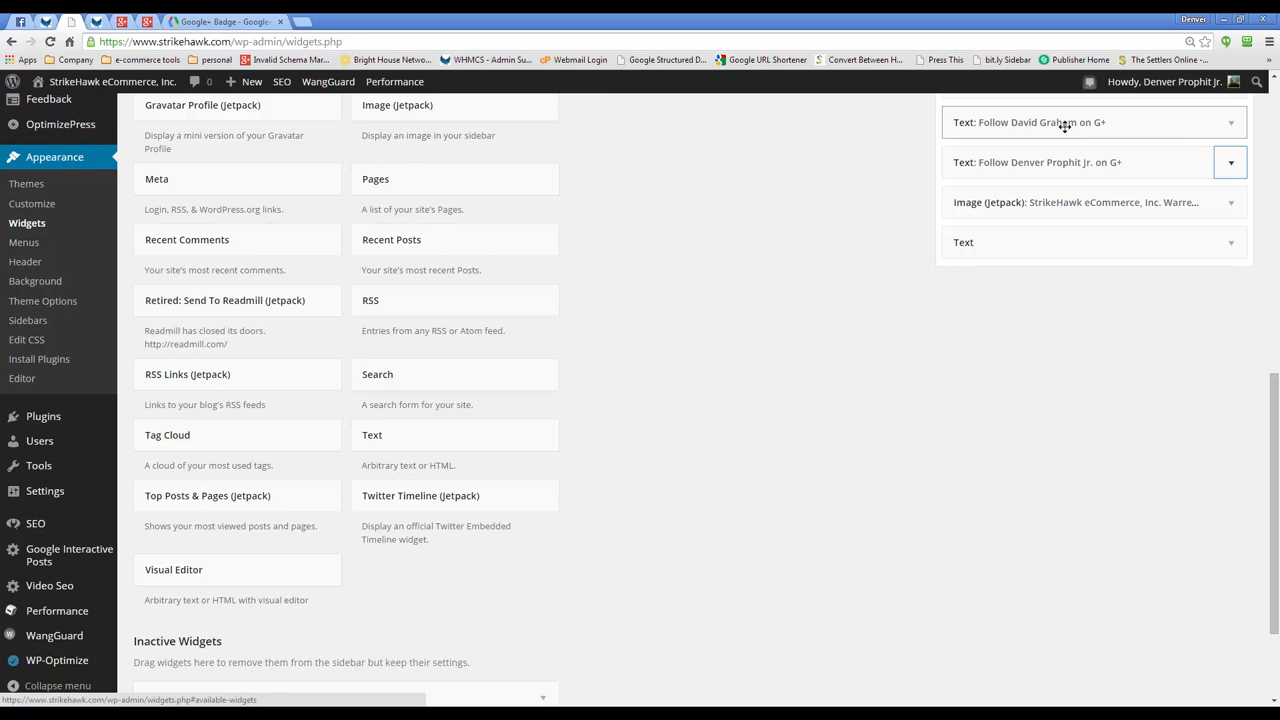 Denver
Google+ Badge - Google+
https://www.strikehawk.com/wp-admin/widgets.php
Apps
Company
e-commerce tools
personal
Invalid Schema Mar...
Bright House Networ...
WHMCS - Admin Su...
Webmail Login
Google Structured D...
Google URL Shortener
Convert Between H...
Press This
bit.ly Sidebar
Publisher Home
The Settlers Online -...
StrikeHawk eCommerce, Inc.
0
New
SEO
WangGuard
Performance
Howdy, Denver Prophit Jr.
Feedback
OptimizePress
Appearance
Themes
Customize
Widgets
Menus
Header
Background
Theme Options
Sidebars
Edit CSS
Install Plugins
Editor
Plugins
Users
Tools
Settings
SEO
Google Interactive
Posts
Video Seo
Performance
WangGuard
WP-Optimize
Collapse menu
Gravatar Profile (Jetpack)
Display a mini version of your Gravatar
Profile
Image (Jetpack)
Display an image in your sidebar
Meta
Login, RSS, & WordPress.org links.
Pages
A list of your site's Pages.
Recent Comments
Your site's most recent comments.
Recent Posts
Your site's most recent Posts.
Retired: Send To Readmill (Jetpack)
Readmill has closed its doors.
http://readmill.com/
RSS
Entries from any RSS or Atom feed.
RSS Links (Jetpack)
Links to your blog's RSS feeds
Search
A search form for your site.
Tag Cloud
A cloud of your most used tags.
Text
Arbitrary text or HTML.
Top Posts & Pages (Jetpack)
Shows your most viewed posts and pages.
Twitter Timeline (Jetpack)
Display an official Twitter Embedded
Timeline widget.
Visual Editor
Arbitrary text or HTML with visual editor
Inactive Widgets
Drag widgets here to remove them from the sidebar but keep their settings.
Text: Follow David Graham on G+
Text: Follow Denver Prophit Jr. on G+
Image (Jetpack): StrikeHawk eCommerce, Inc. Warre...
Text
https://www.strikehawk.com/wp-admin/widgets.php#available-widgets